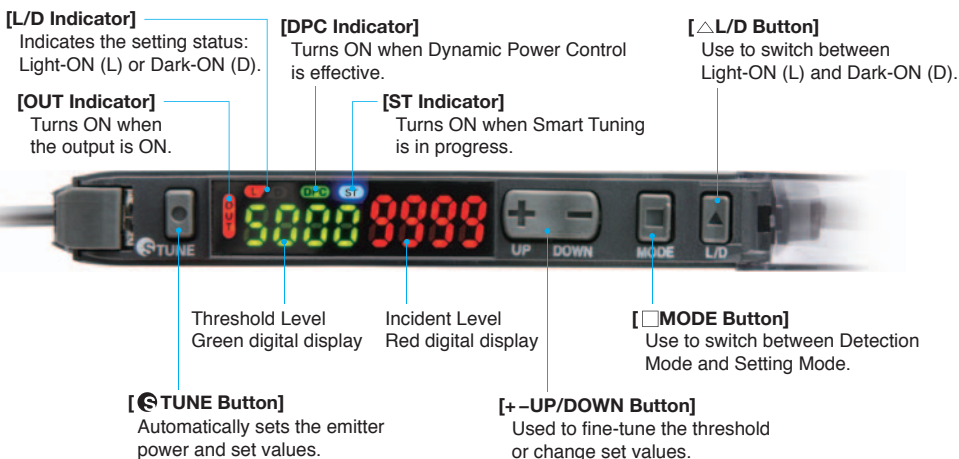 [L/D Indicator]
Indicates the setting status:
Light-ON (L) or Dark-ON (D).
[DPC Indicator]
Turns ON when Dynamic Power Control
is effective.
[△L/D Button]
Use to switch between
Light-ON (L) and Dark-ON (D).
[OUT Indicator]
Turns ON when
the output is ON.
[ST Indicator]
Turns ON when Smart Tuning
is in progress.
L DPC ST
OUT
5000 9999
S TUNE
UP DOWN MODE L/D
Threshold Level
Green digital display
Incident Level
Red digital display
[□MODE Button]
Use to switch between Detection
Mode and Setting Mode.
[S TUNE Button]
Automatically sets the emitter
power and set values.
[+–UP/DOWN Button]
Used to fine-tune the threshold
or change set values.